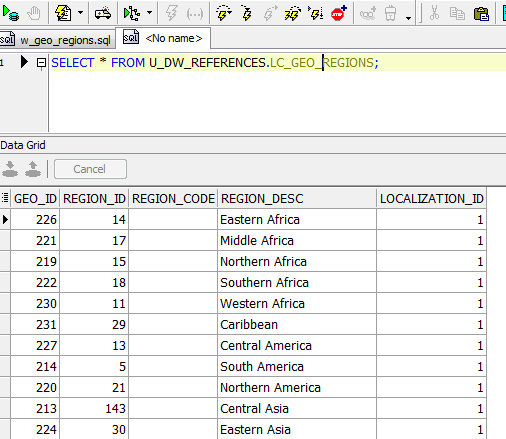 w_geo_regions.sql <No name>
1 SELECT * FROM U_DW_REFERENCES.LC_GEO_REGIONS;
Data Grid
Cancel
GEO_ID REGION_ID REGION_CODE REGION_DESC LOCALIZATION_ID
226 14 Eastern Africa 1
221 17 Middle Africa 1
219 15 Northern Africa 1
222 18 Southern Africa 1
230 11 Western Africa 1
231 29 Caribbean 1
227 13 Central America 1
214 5 South America 1
220 21 Northern America 1
213 143 Central Asia 1
224 30 Eastern Asia 1